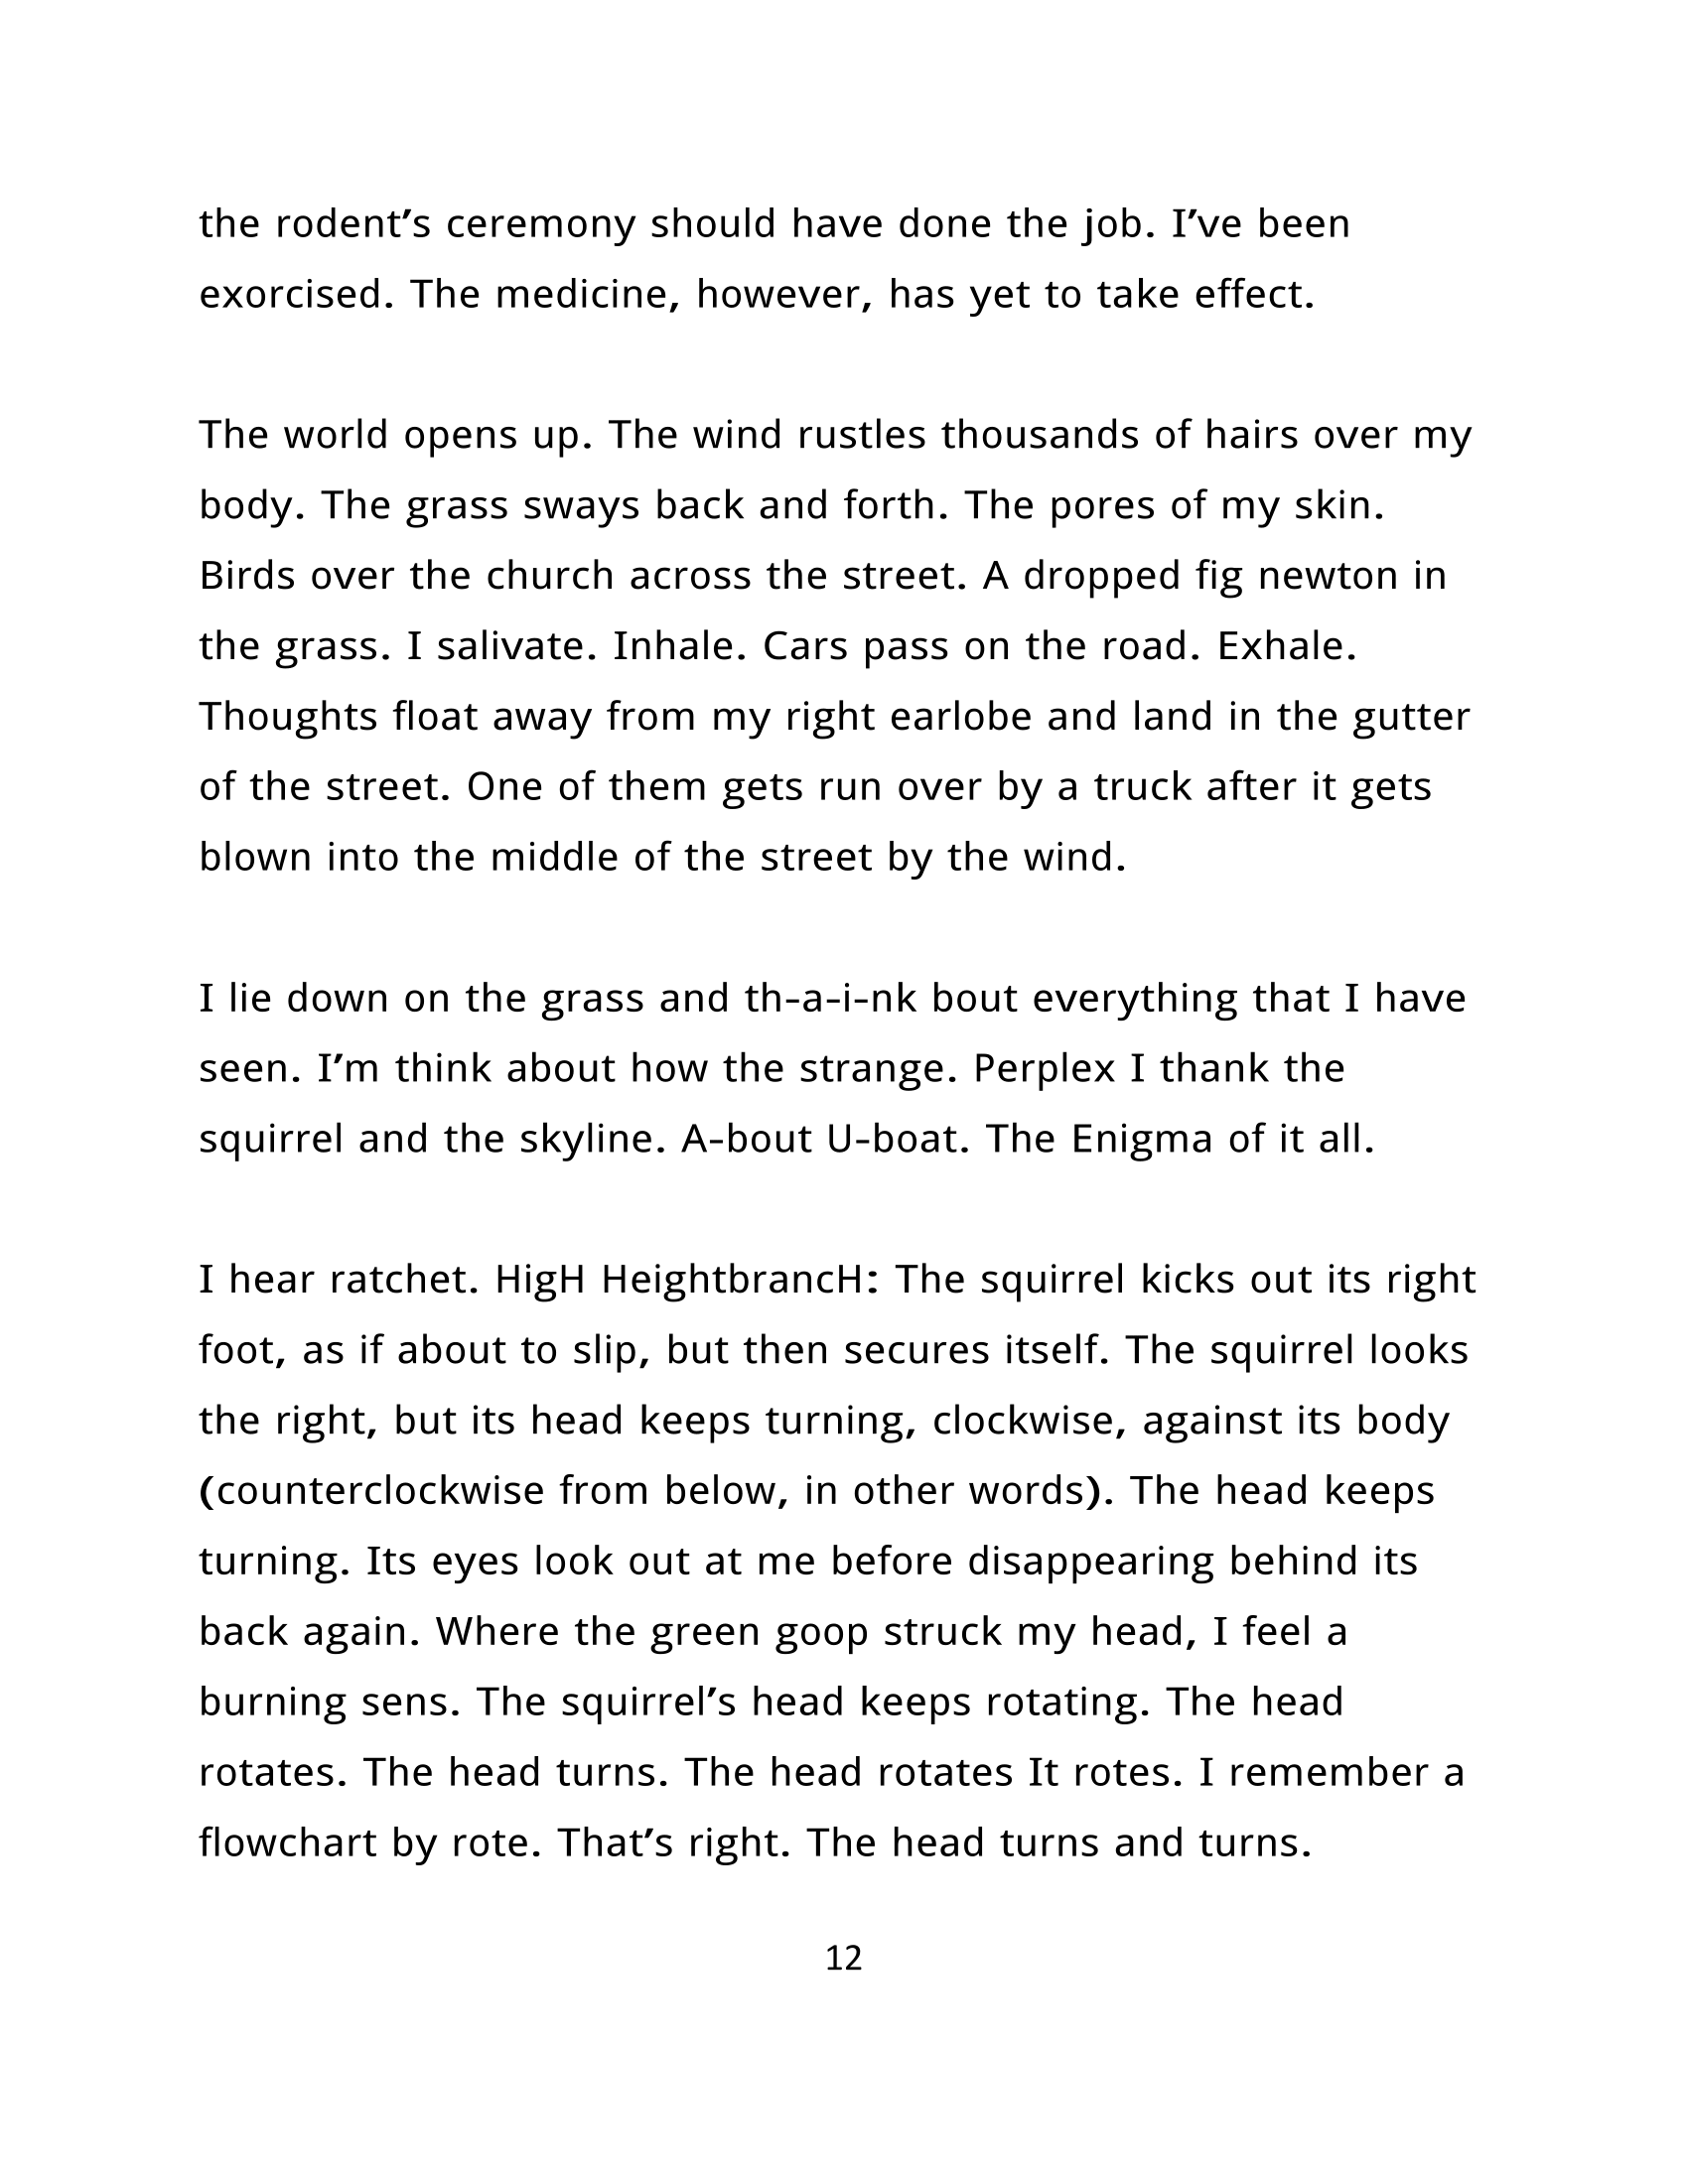 the rodent’s ceremony should have done the job. I’ve been
exorcised. The medicine, however, has yet to take effect.
The world opens up. The wind rustles thousands of hairs over my
body. The grass sways back and forth. The pores of my skin.
Birds over the church across the street. A dropped fig newton in
the grass. I salivate. Inhale. Cars pass on the road. Exhale.
Thoughts float away from my right earlobe and land in the gutter
of the street. One of them gets run over by a truck after it gets
blown into the middle of the street by the wind.
I lie down on the grass and th-a-i-nk bout everything that I have
seen. I’m think about how the strange. Perplex I thank the
squirrel and the skyline. A-bout U-boat. The Enigma of it all.
I hear ratchet. HigH HeightbrancH: The squirrel kicks out its right
foot, as if about to slip, but then secures itself. The squirrel looks
the right, but its head keeps turning, clockwise, against its body
(counterclockwise from below, in other words). The head keeps
turning. Its eyes look out at me before disappearing behind its
back again. Where the green goop struck my head, I feel a
burning sens. The squirrel’s head keeps rotating. The head
rotates. The head turns. The head rotates It rotes. I remember a
flowchart by rote. That’s right. The head turns and turns.
12